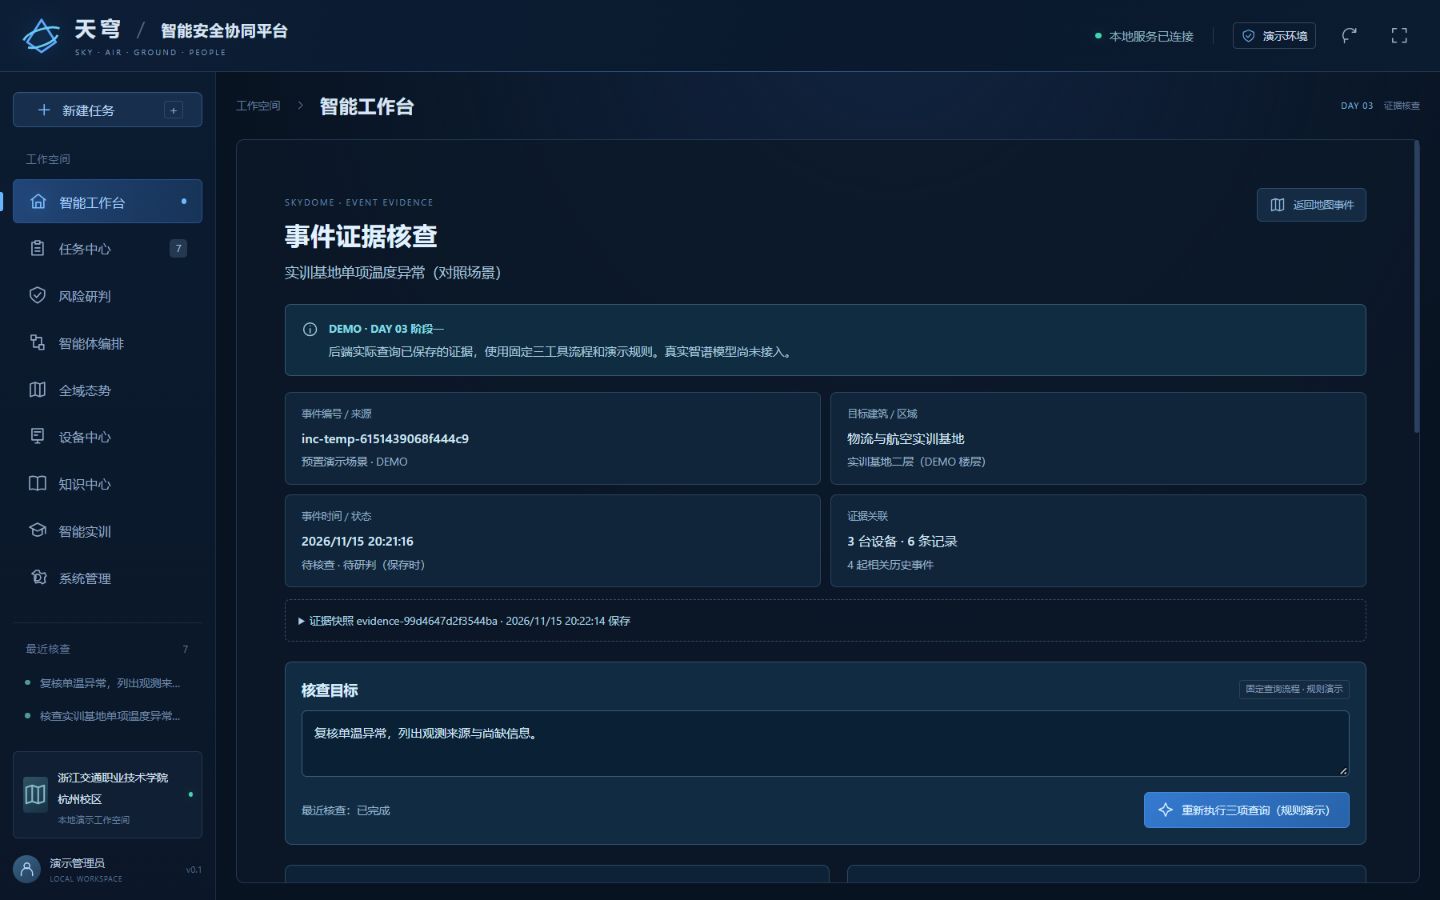 天穹 / 智能安全协同平台
SKY · AIR · GROUND · PEOPLE
本地服务已连接
演示环境
新建任务 +
工作空间
智能工作台
任务中心 7
风险研判
智能体编排
全域态势
设备中心
知识中心
智能实训
系统管理
最近核查 7
复核单温异常，列出观测来...
核查实训基地单项温度异常...
浙江交通职业技术学院
杭州校区
本地演示工作空间
演示管理员
LOCAL WORKSPACE
v0.1
工作空间 > 智能工作台
DAY 03 证据核查
SKYDOME · EVENT EVIDENCE
返回地图事件
事件证据核查
实训基地单项温度异常（对照场景）
DEMO · DAY 03 阶段一
后端实际查询已保存的证据，使用固定三工具流程和演示规则。真实智谱模型尚未接入。
事件编号 / 来源
inc-temp-6151439068f444c9
预置演示场景 · DEMO
目标建筑 / 区域
物流与航空实训基地
实训基地二层（DEMO 楼层）
事件时间 / 状态
2026/11/15 20:21:16
待核查 · 待研判（保存时）
证据关联
3 台设备 · 6 条记录
4 起相关历史事件
证据快照 evidence-99d4647d2f3544ba · 2026/11/15 20:22:14 保存
核查目标
固定查询流程 · 规则演示
复核单温异常，列出观测来源与尚缺信息。
最近核查：已完成
重新执行三项查询（规则演示）